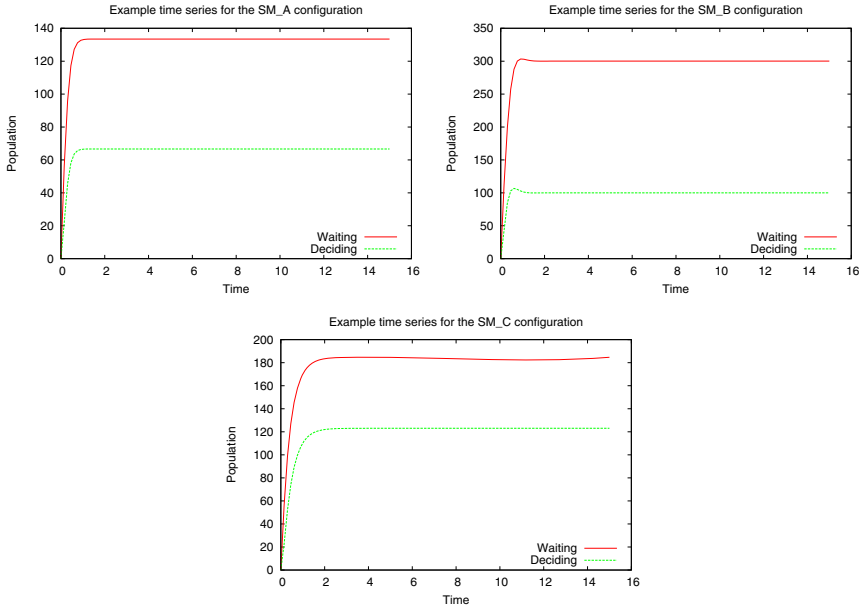 Example time series for the SM_A configuration
140
120
100
80
60
40
20
0
Population
Waiting
Deciding
0 2 4 6 8 10 12 14 16
Time
Example time series for the SM_B configuration
350
300
250
200
150
100
50
0
Population
Waiting
Deciding
0 2 4 6 8 10 12 14 16
Time
Example time series for the SM_C configuration
200
180
160
140
120
100
80
60
40
20
0
Population
Waiting
Deciding
0 2 4 6 8 10 12 14 16
Time